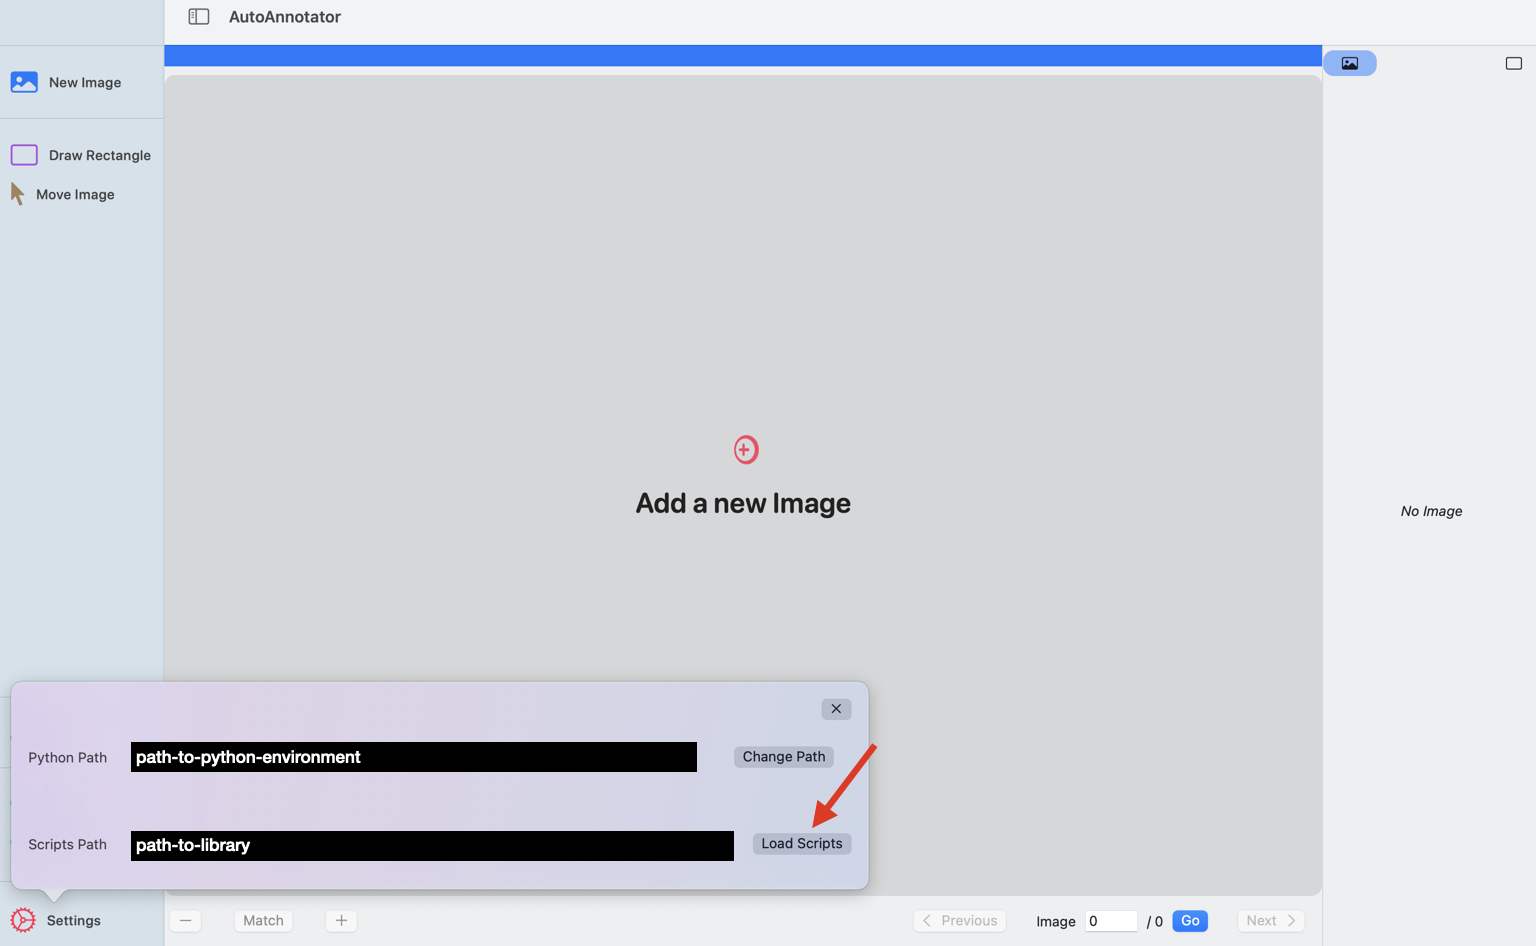 AutoAnnotator
New Image
Draw Rectangle
Move Image
Add a new Image
No Image
Python Path path-to-python-environment Change Path
Scripts Path path-to-library Load Scripts
Settings
Match
Previous Image 0 / 0 Go Next